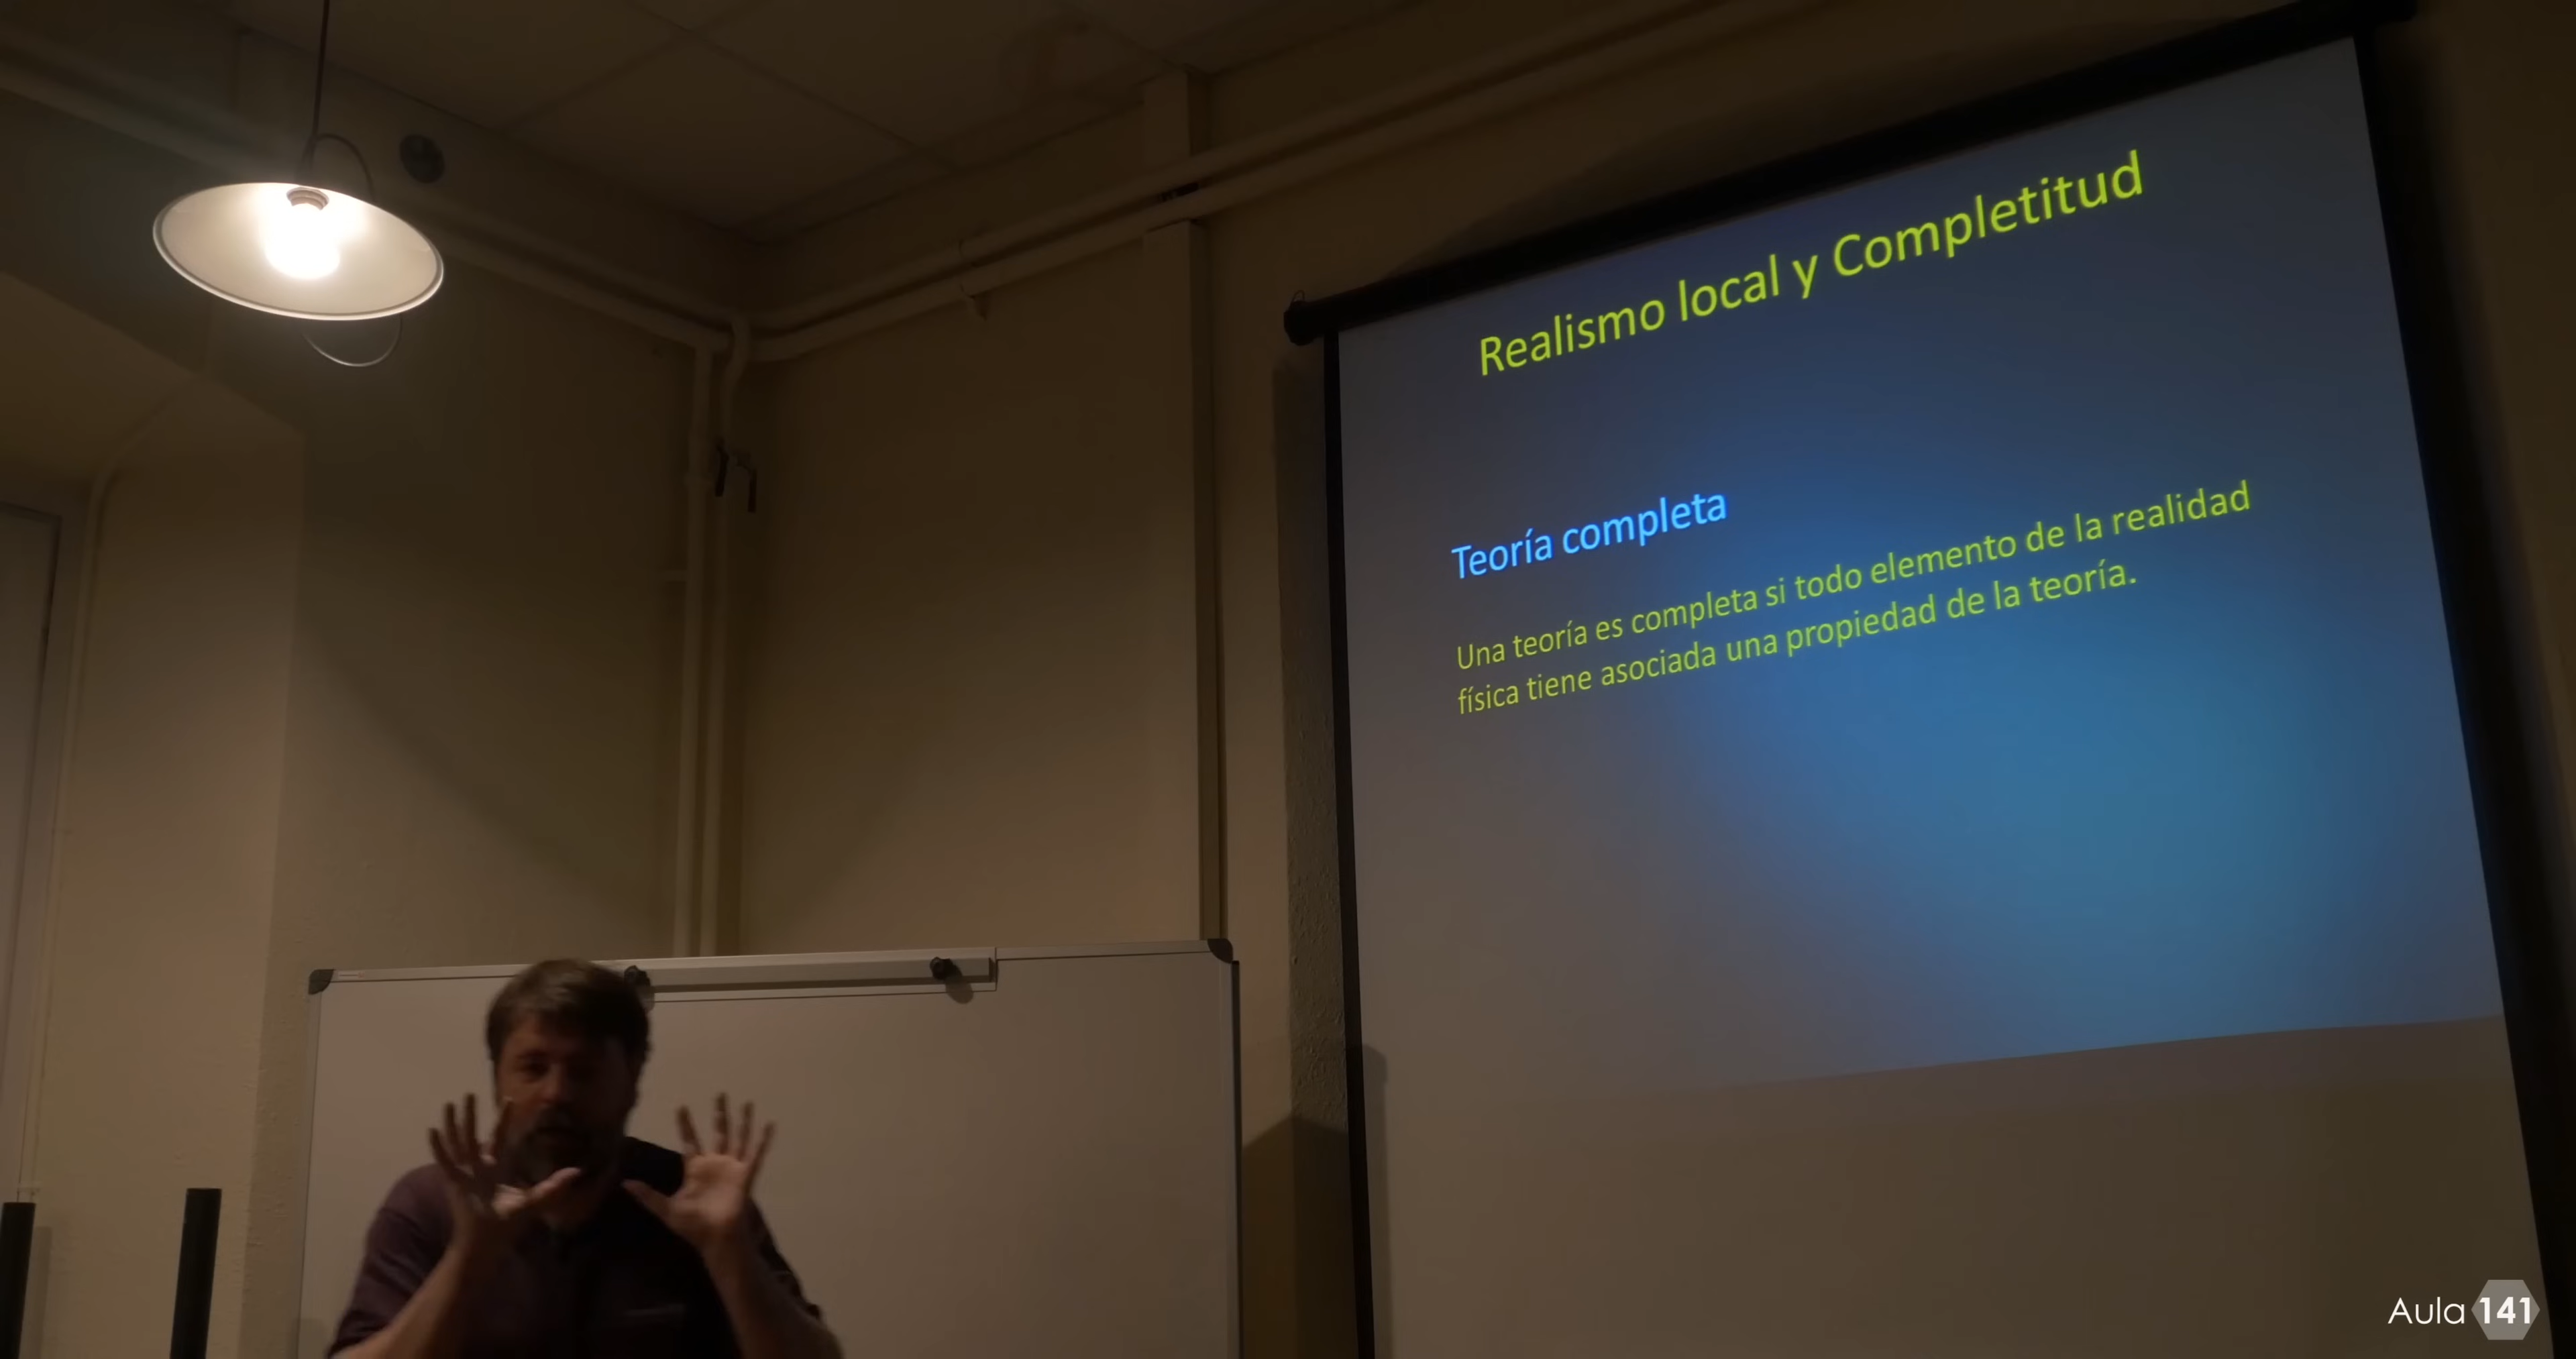 Realismo local y Completitud
Teoría completa
Una teoría es completa si todo elemento de la realidad
física tiene asociada una propiedad de la teoría.
Aula 141